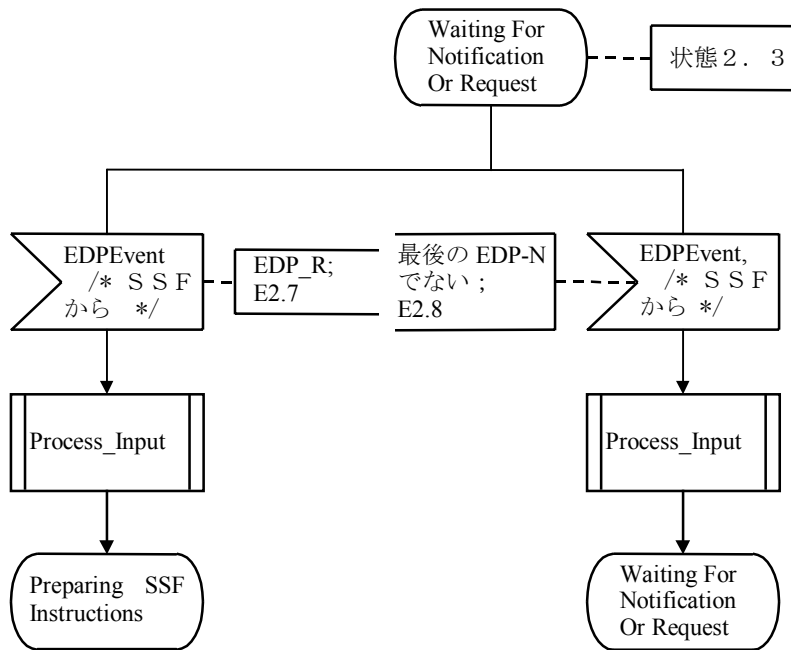 Waiting For
Notification
Or Request
状態２．３
EDPEvent
/* ＳＳＦ
から */
EDP_R;
E2.7
最後の EDP-N
でない ;
E2.8
EDPEvent,
/* ＳＳＦ
から */
Process_Input
Process_Input
Preparing SSF
Instructions
Waiting For
Notification
Or Request